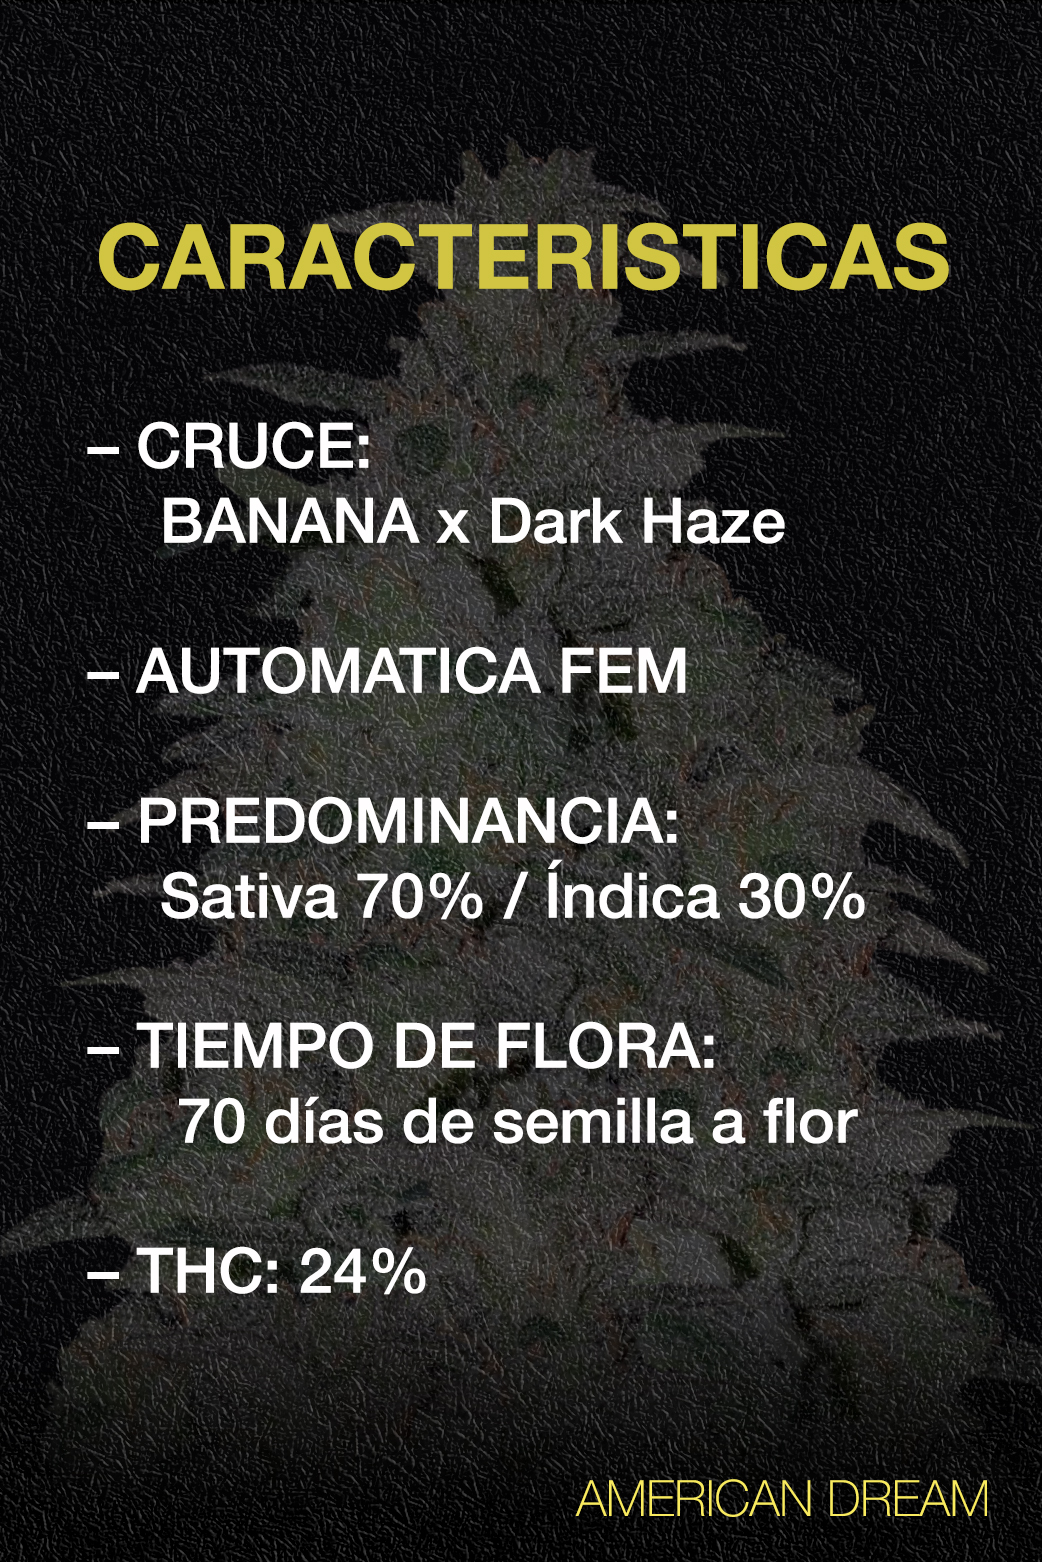 CARACTERISTICAS
– CRUCE:
BANANA x Dark Haze
– AUTOMATICA FEM
– PREDOMINANCIA:
Sativa 70% / Índica 30%
– TIEMPO DE FLORA:
70 días de semilla a flor
– THC: 24%
AMERICAN DREAM